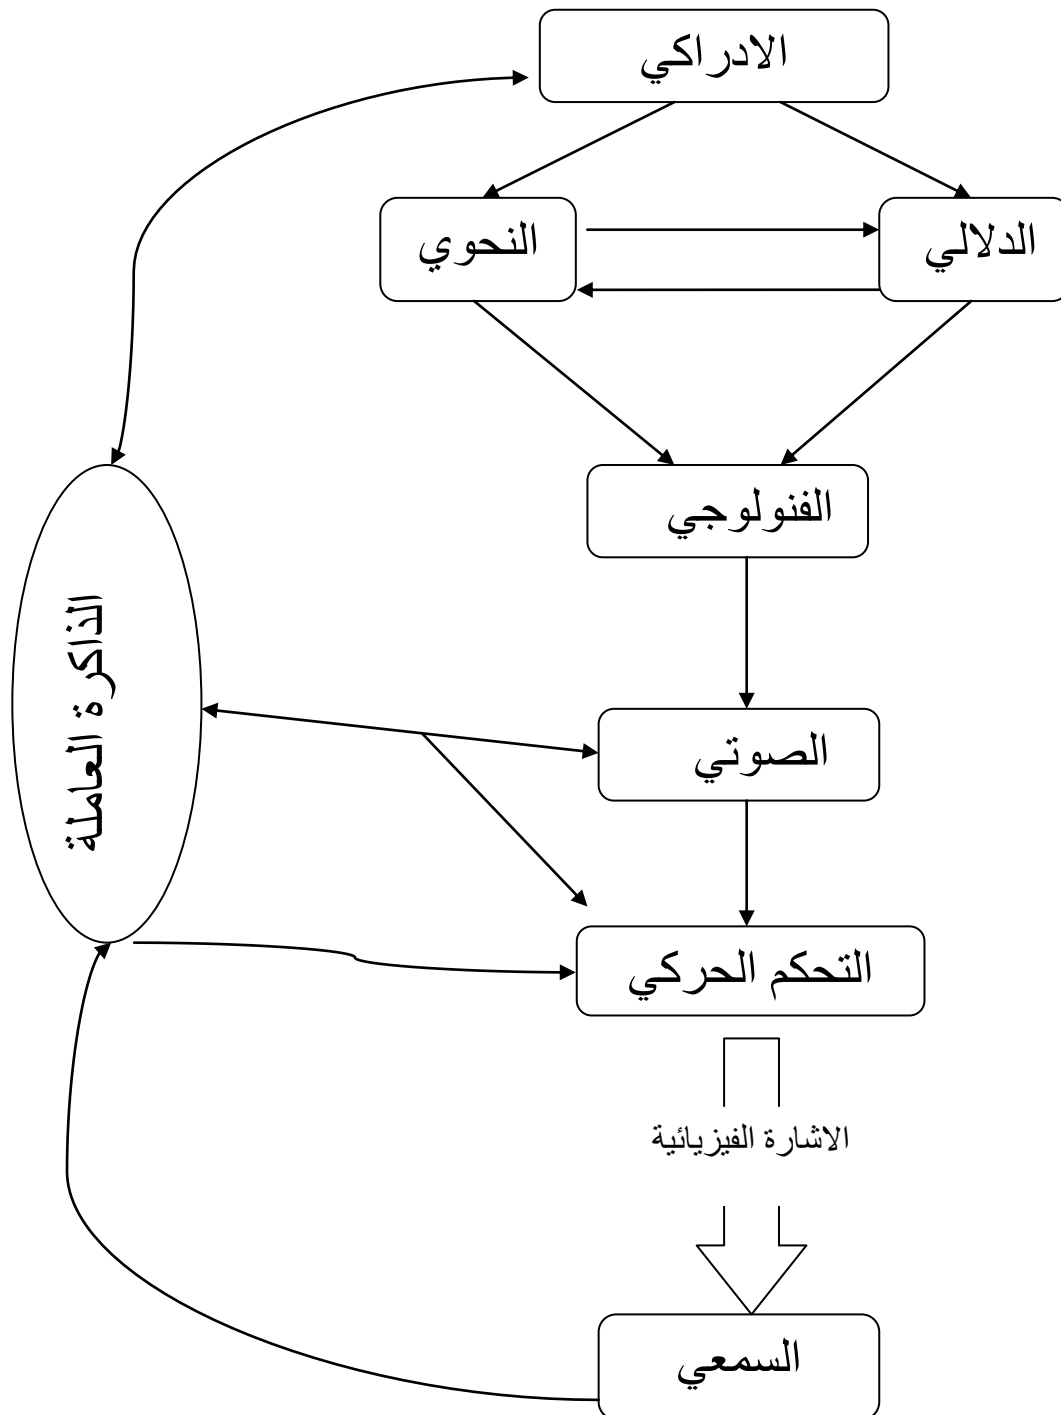 الادراكي
الدلالي
النحوي
الفنولوجي
الذاكرة العاملة
الصوتي
التحكم الحركي
الاشارة الفيزيائية
السمعي